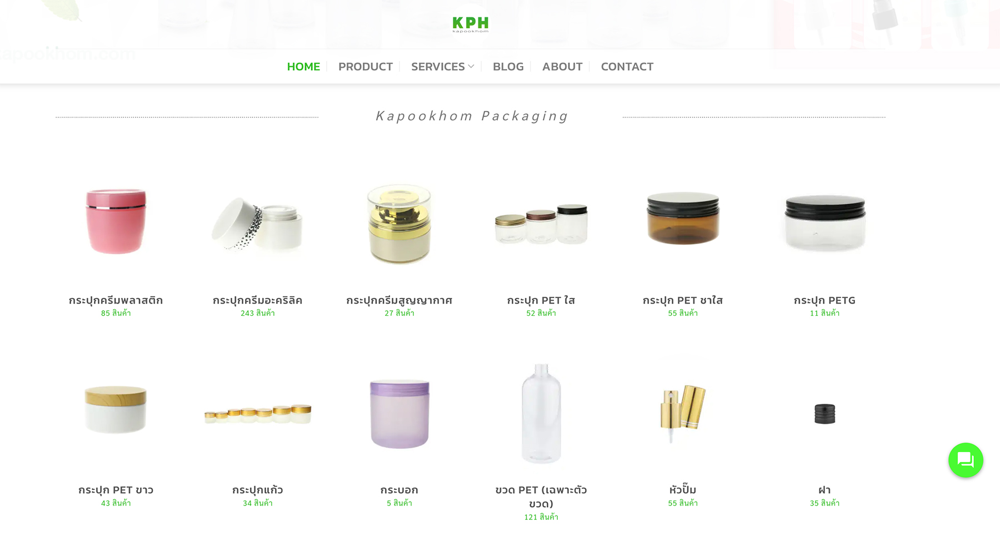 KPH
kapookhom
kapookhom.com
HOME
PRODUCT
SERVICES
BLOG
ABOUT
CONTACT
Kapookhom Packaging
กระปุกครีมพลาสติก
85 สินค้า
กระปุกครีมอะคริลิค
243 สินค้า
กระปุกครีมสูญญากาศ
27 สินค้า
กระปุก PET ใส
52 สินค้า
กระปุก PET ชาใส
55 สินค้า
กระปุก PETG
11 สินค้า
กระปุก PET ขาว
43 สินค้า
กระปุกแก้ว
34 สินค้า
กระบอก
5 สินค้า
ขวด PET (เฉพาะตัว
ขวด)
121 สินค้า
หัวปั๊ม
55 สินค้า
ฝา
35 สินค้า